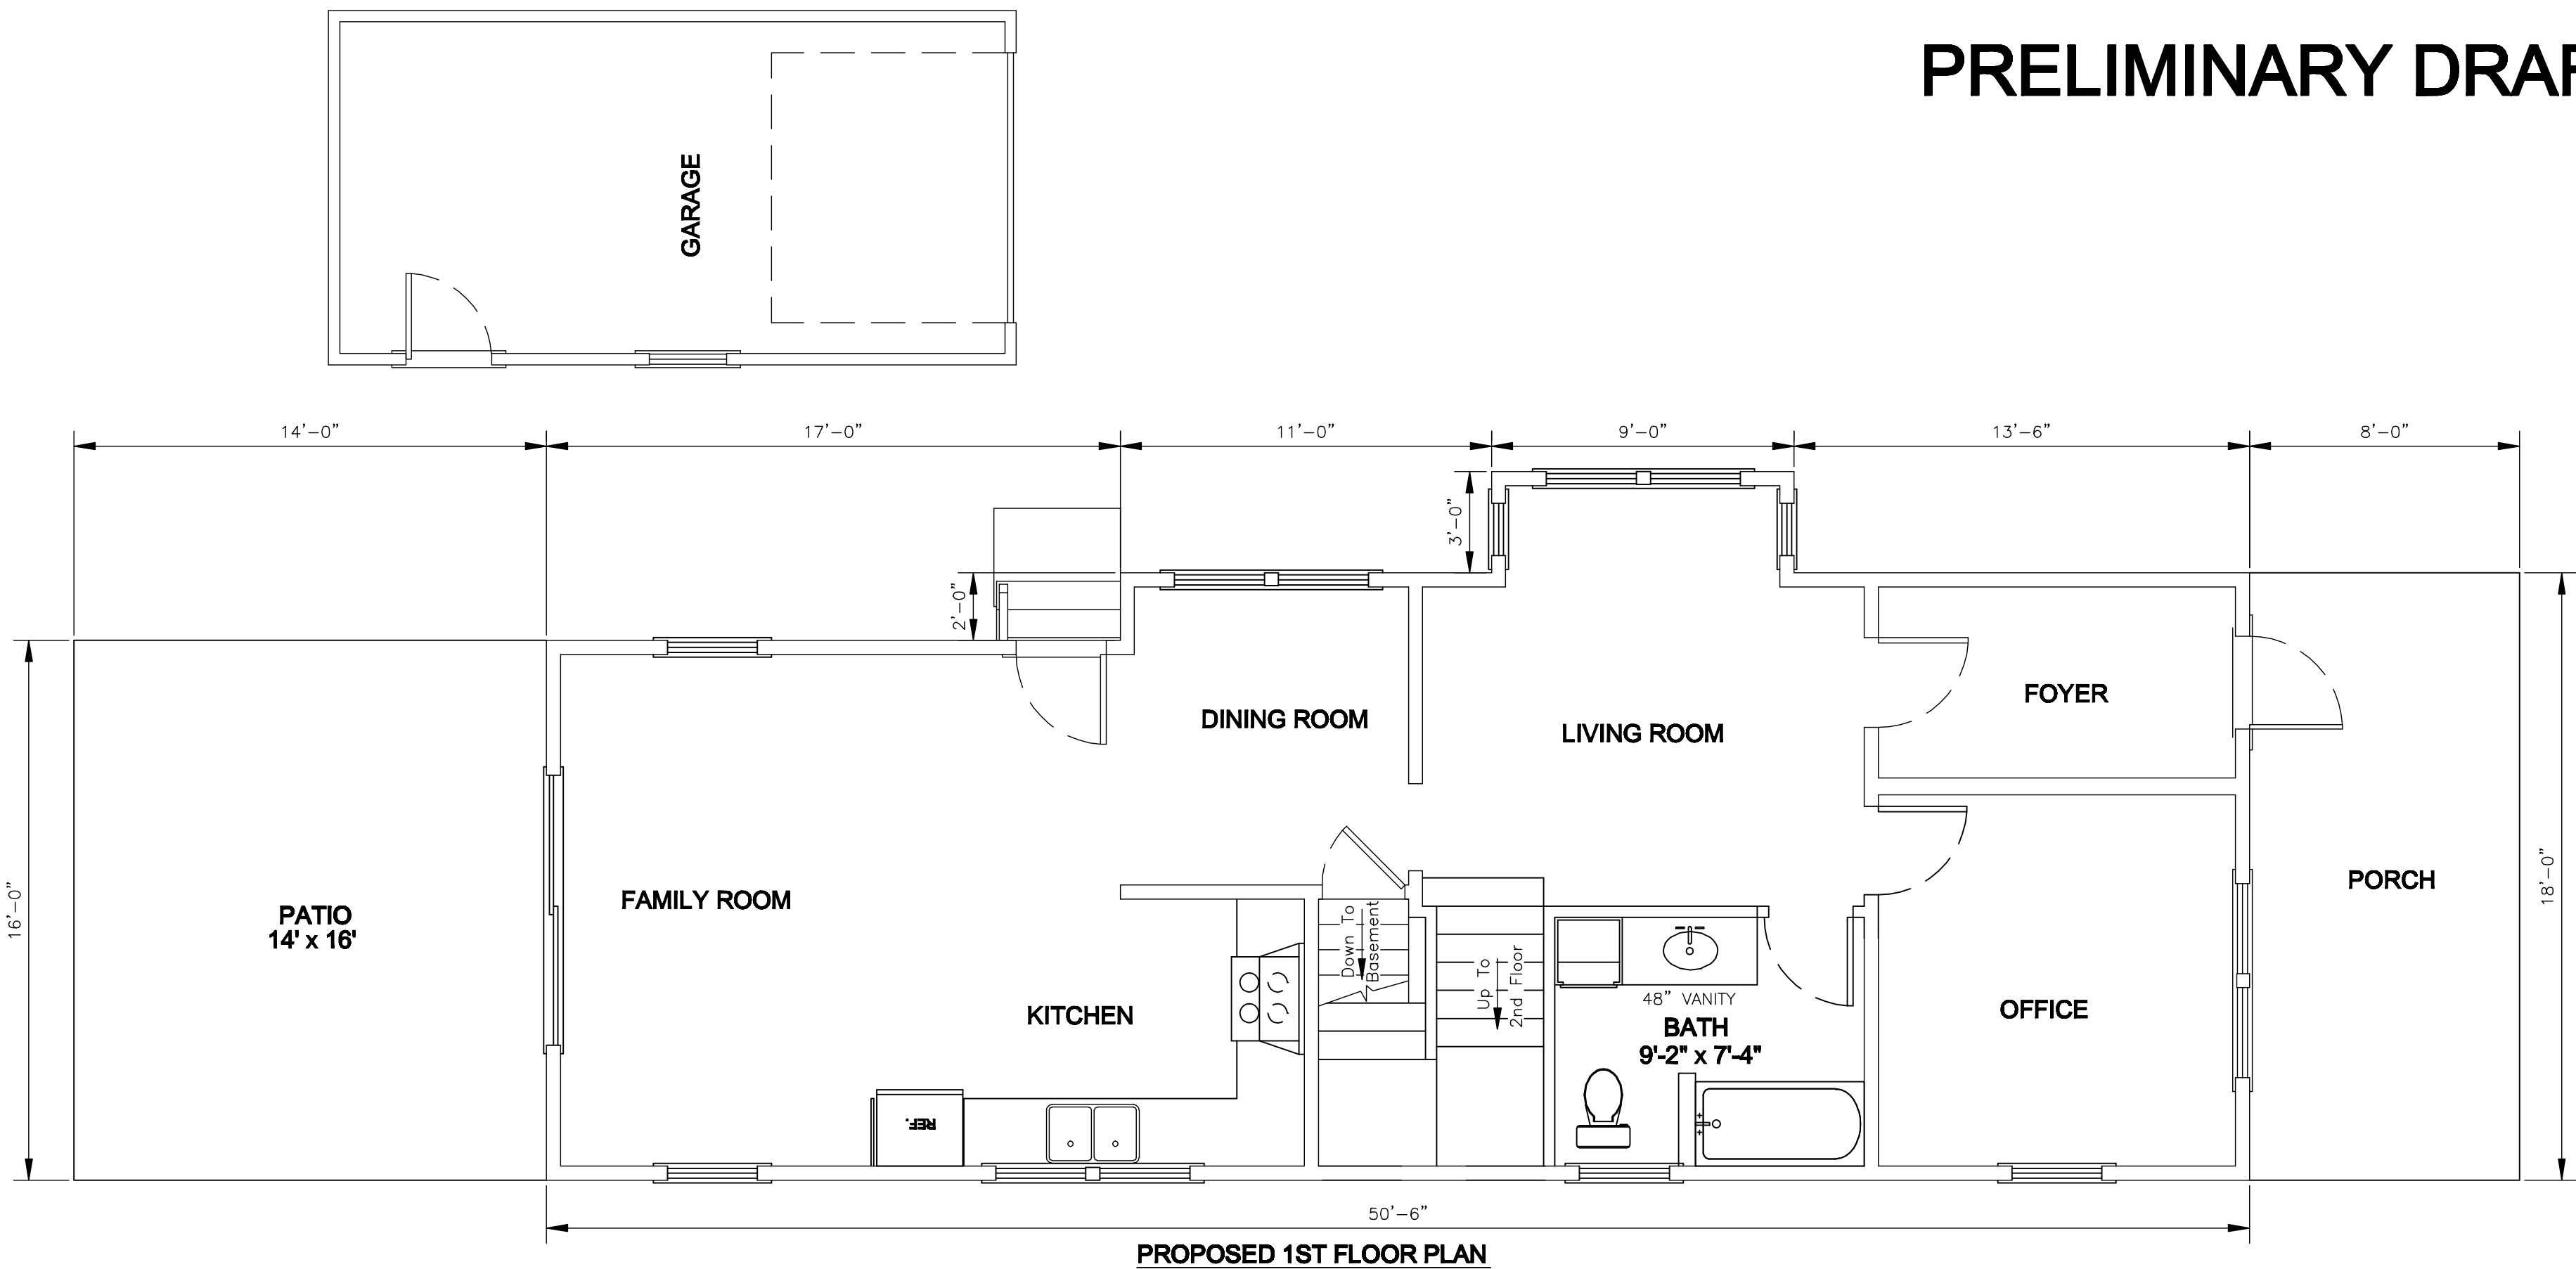 PRELIMINARY DRAF
GARAGE
14'-0"
17'-0"
11'-0"
9'-0"
13'-6"
8'-0"
3'-0"
2'-0"
DINING ROOM
LIVING ROOM
FOYER
16'-0"
PATIO
14' x 16'
FAMILY ROOM
PORCH
18'-0"
Down To
Basement
Up To
2nd Floor
KITCHEN
48" VANITY
BATH
9'-2" x 7'-4"
OFFICE
REF.
50'-6"
PROPOSED 1ST FLOOR PLAN